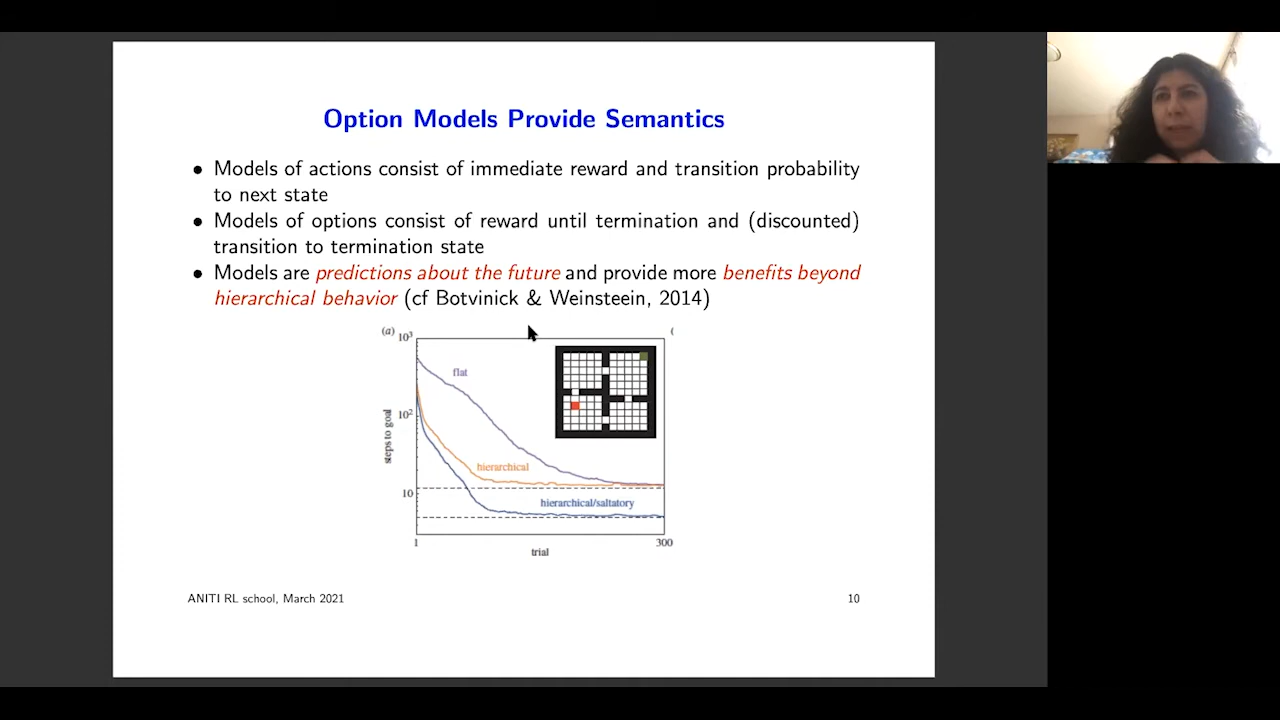 Option Models Provide Semantics
• Models of actions consist of immediate reward and transition probability
to next state
• Models of options consist of reward until termination and (discounted)
transition to termination state
• Models are predictions about the future and provide more benefits beyond
hierarchical behavior (cf Botvinick & Weinsteein, 2014)
(a)
(
10³
flat
10²
steps to goal
hierarchical
10
hierarchical/saltatory
1
300
trial
ANITI RL school, March 2021
10